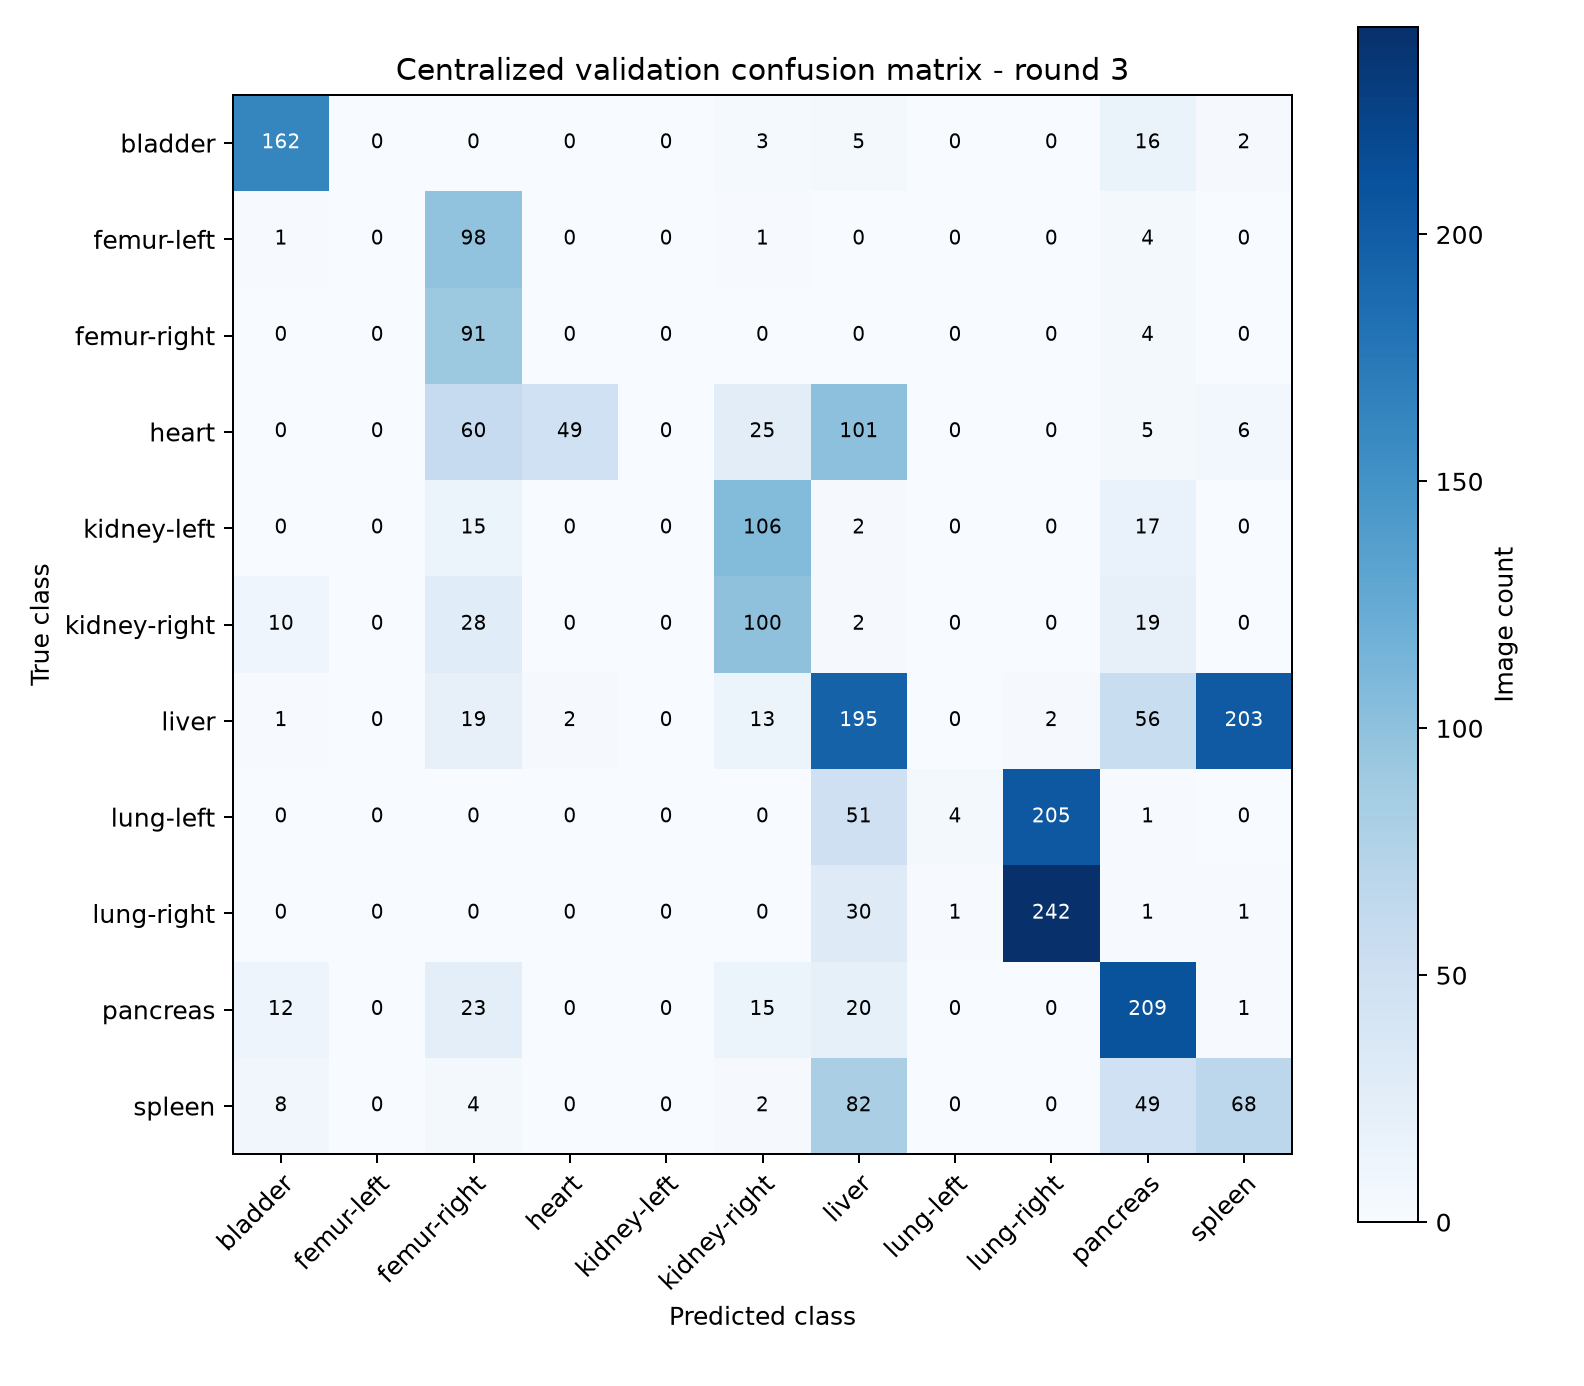 Centralized validation confusion matrix - round 3
bladder 162 0 0 0 0 3 5 0 0 16 2
femur-left 1 0 98 0 0 1 0 0 0 4 0
femur-right 0 0 91 0 0 0 0 0 0 4 0
heart 0 0 60 49 0 25 101 0 0 5 6
kidney-left 0 0 15 0 0 106 2 0 0 17 0
kidney-right 10 0 28 0 0 100 2 0 0 19 0
liver 1 0 19 2 0 13 195 0 2 56 203
lung-left 0 0 0 0 0 0 51 4 205 1 0
lung-right 0 0 0 0 0 0 30 1 242 1 1
pancreas 12 0 23 0 0 15 20 0 0 209 1
spleen 8 0 4 0 0 2 82 0 0 49 68
True class
bladder femur-left femur-right heart kidney-left kidney-right liver lung-left lung-right pancreas spleen
Predicted class
200
150
100
50
0
Image count